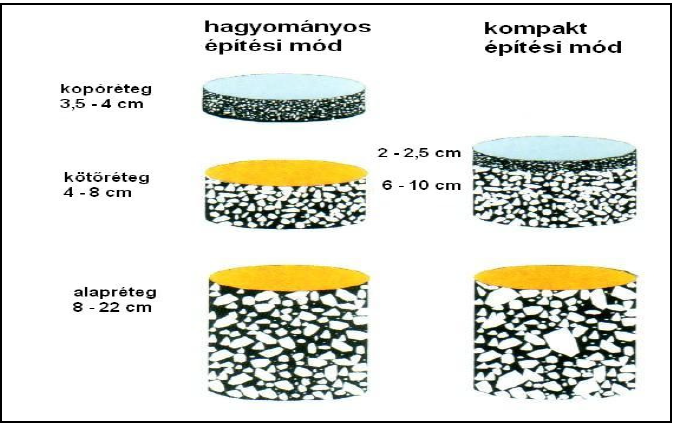 hagyományos
építési mód
kompakt
építési mód
kopóréteg
3,5 - 4 cm
2 - 2,5 cm
kötőréteg
4 - 8 cm
6 - 10 cm
alapréteg
8 - 22 cm